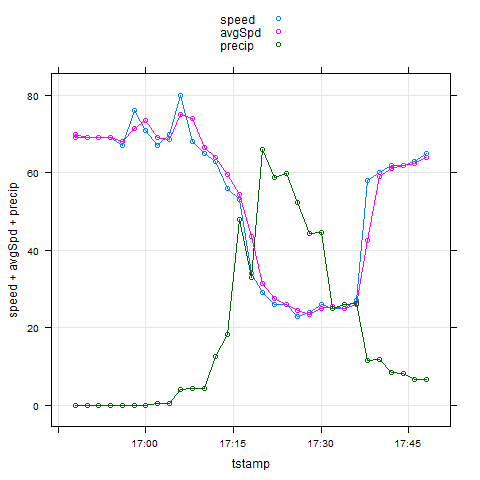 speed
avgSpd
precip
80
60
40
20
0
speed + avgSpd + precip
17:00 17:15 17:30 17:45
tstamp